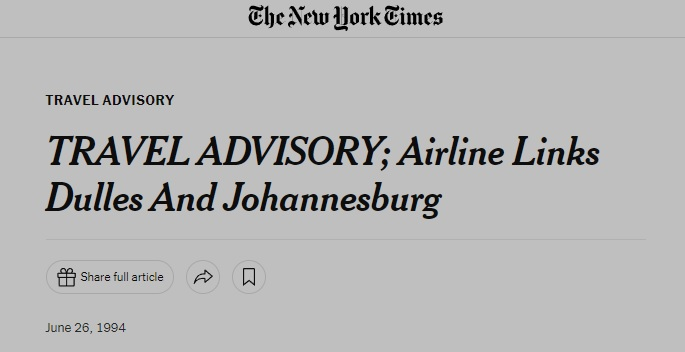 The New York Times
TRAVEL ADVISORY
TRAVEL ADVISORY; Airline Links
Dulles And Johannesburg
Share full article
June 26, 1994